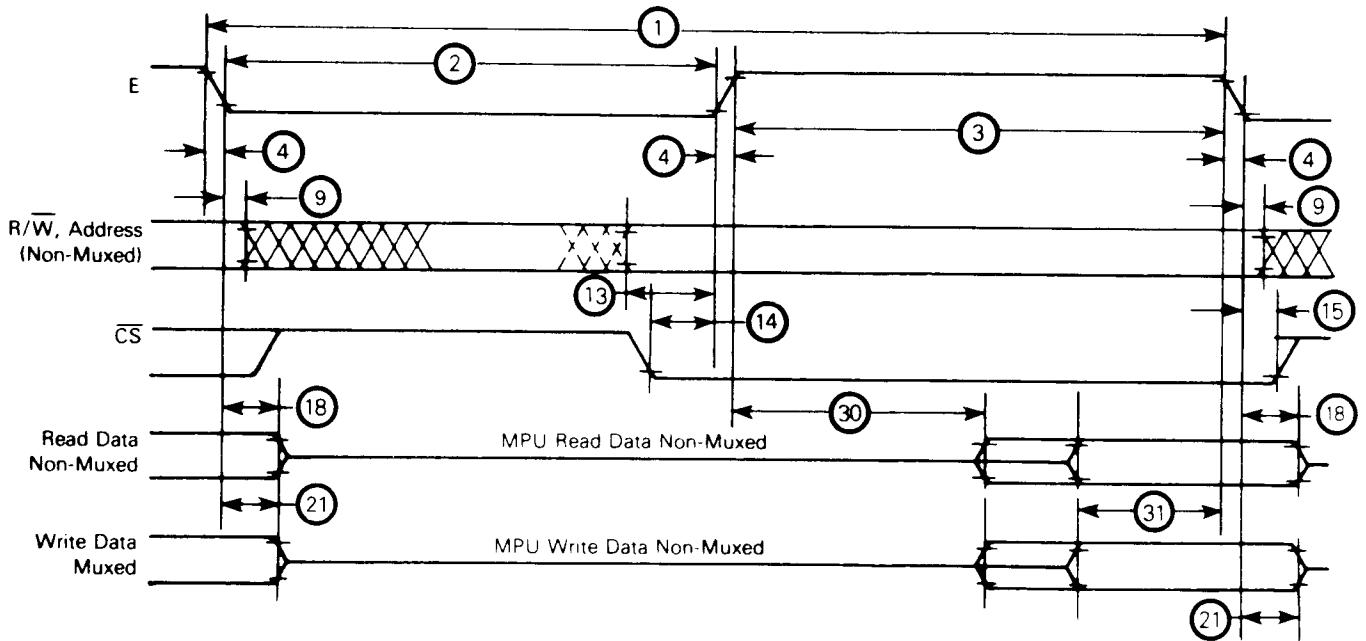 1
2
E
3
4
4
4
9
9
R/W̅, Address
(Non-Muxed)
13
14
15
C̅S̅
18
30
18
Read Data
Non-Muxed
MPU Read Data Non-Muxed
21
31
Write Data
Muxed
MPU Write Data Non-Muxed
21